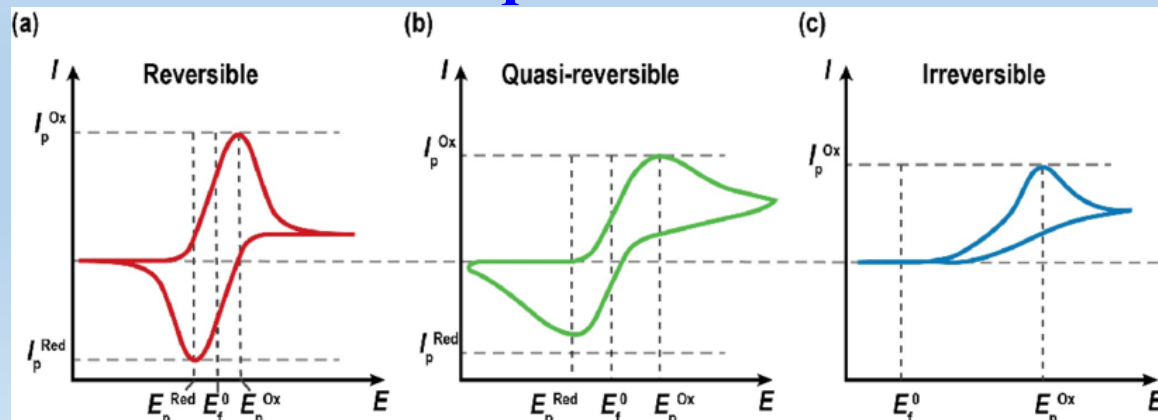 (a)
I
Reversible
I_p^Ox
I_p^Red
E_p^Red E_f^0 E_p^Ox E
(b)
I
Quasi-reversible
I_p^Ox
I_p^Red
E_p^Red E_f^0 E_p^Ox E
(c)
I
Irreversible
I_p^Ox
E_f^0 E_p^Ox E